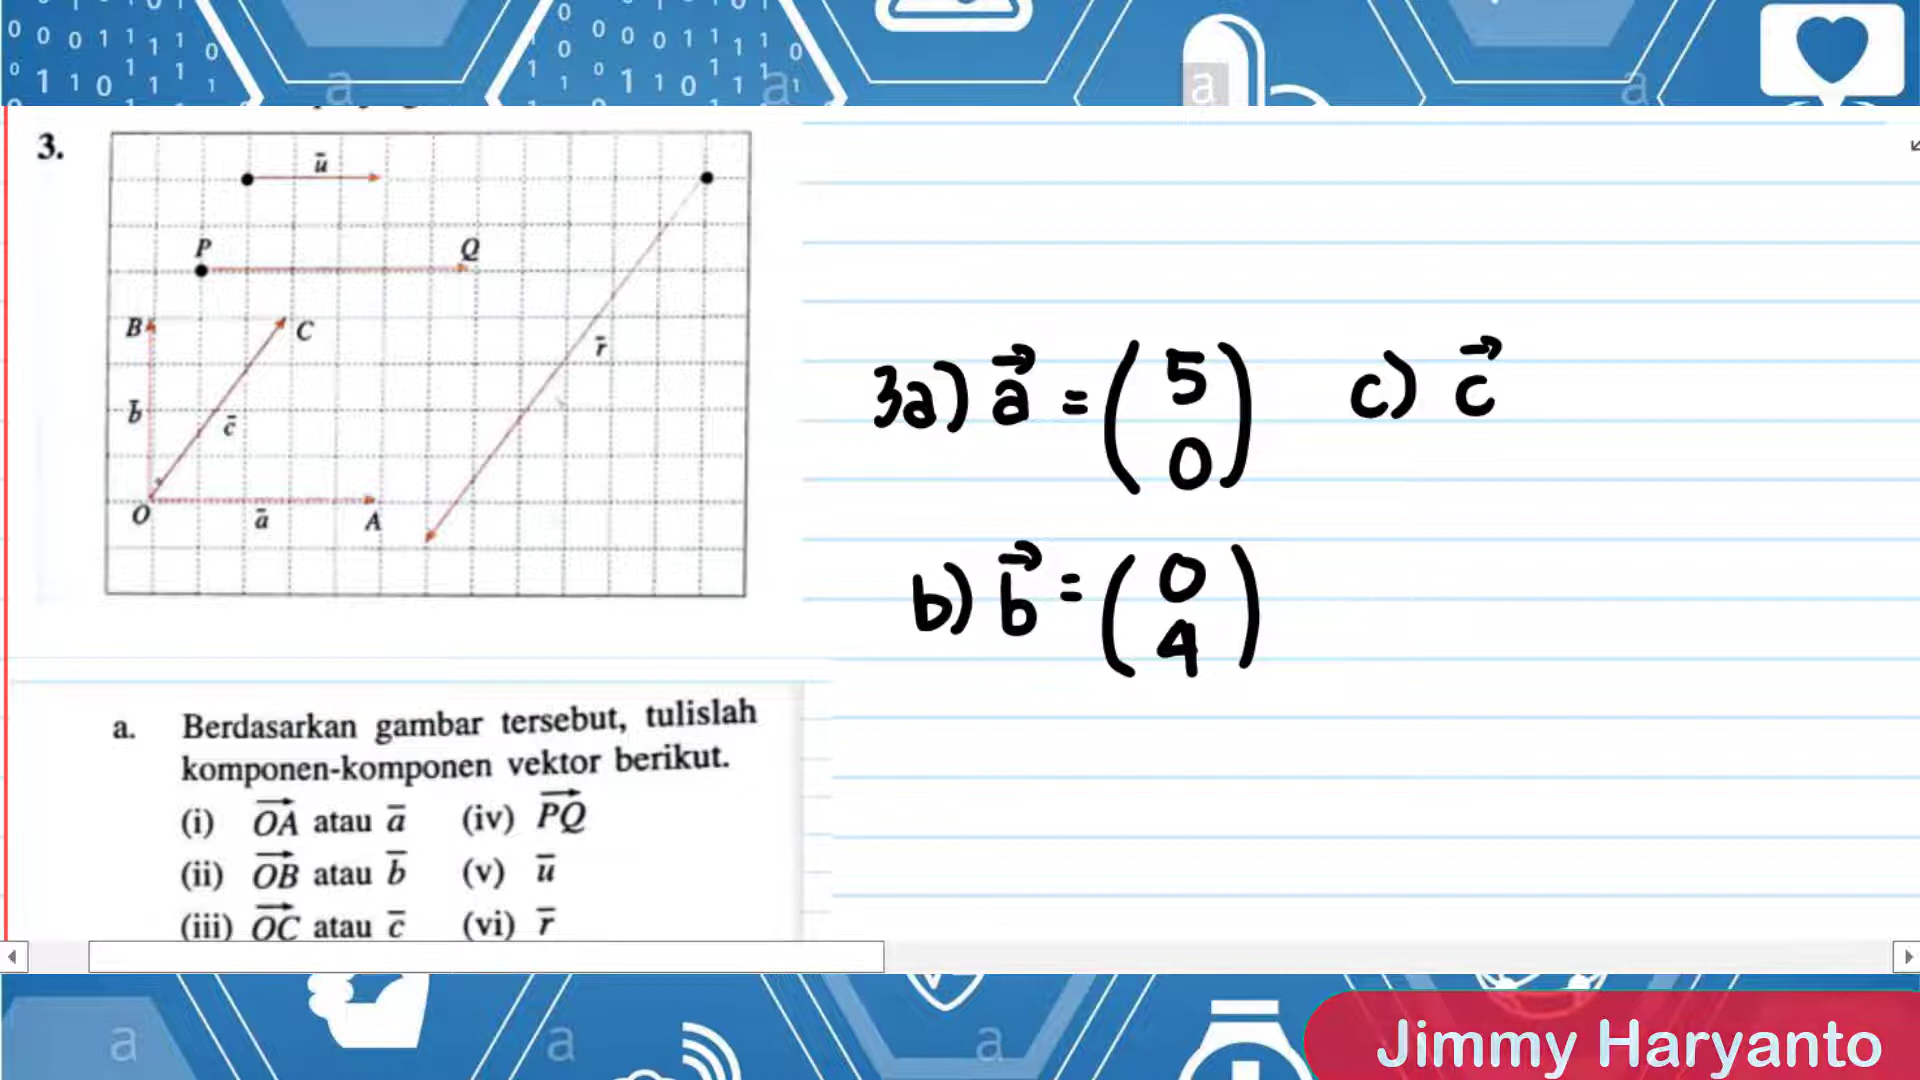 3.
u̅
P
Q
B
C
r̅
b̅
c̅
O
a̅
A
a. Berdasarkan gambar tersebut, tulislah
komponen-komponen vektor berikut.
(i) OA atau a̅ (iv) PQ
(ii) OB atau b̅ (v) u̅
(iii) OC atau c̅ (vi) r̅
3a) a⃗ = (5 0)
c) c⃗
b) b⃗ = (0 4)
Jimmy Haryanto